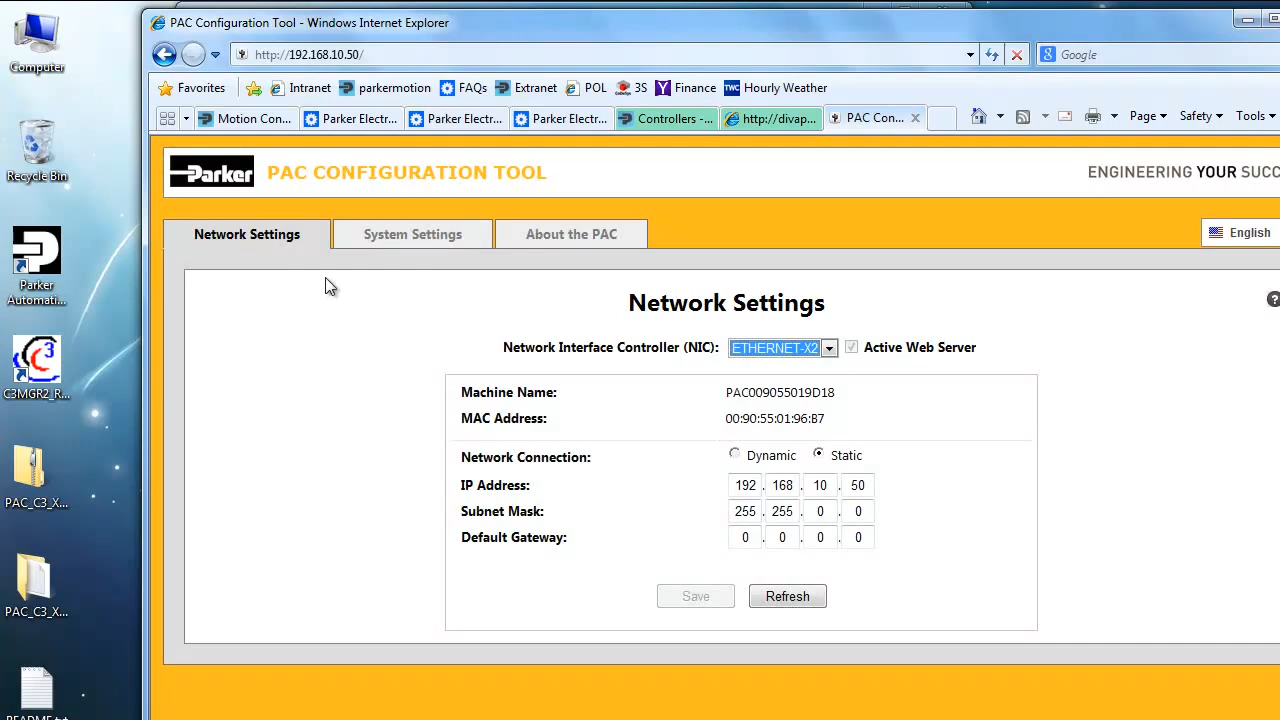 PAC Configuration Tool - Windows Internet Explorer
Computer
http://192.168.10.50/
Google
Favorites
Intranet
parkermotion
FAQs
Extranet
POL
3S
Finance
TWC
Hourly Weather
Motion Con...
Parker Electr...
Parker Electr...
Parker Electr...
Controllers -...
http://divap...
PAC Con...
Page
Safety
Tools
Recycle Bin
Parker
PAC CONFIGURATION TOOL
ENGINEERING YOUR SUCC
Network Settings
System Settings
About the PAC
English
Parker
Automati...
Network Settings
Network Interface Controller (NIC):
ETHERNET-X2
Active Web Server
C3
C3MGR2_R...
Machine Name:
PAC009055019D18
MAC Address:
00:90:55:01:96:B7
Network Connection:
Dynamic
Static
IP Address:
192.168.10.50
Subnet Mask:
255.255.0.0
Default Gateway:
0.0.0.0
PAC_C3_X...
Save
Refresh
PAC_C3_X...
README.txt